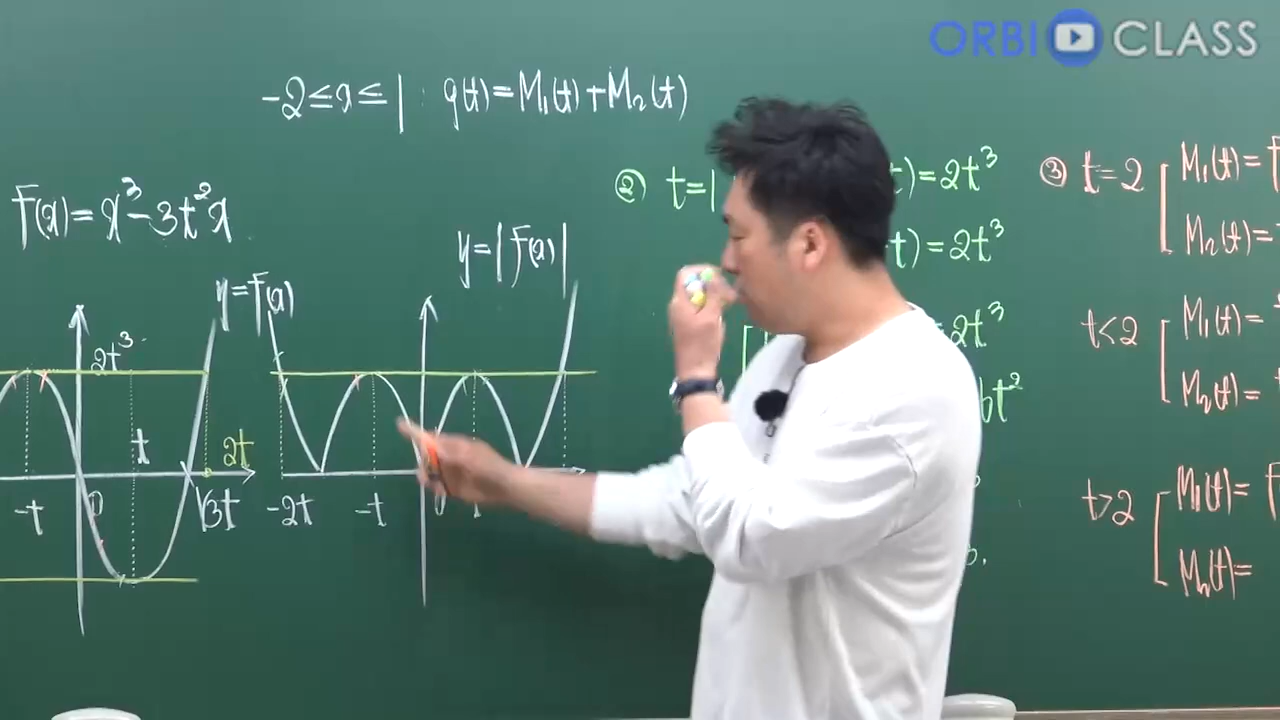 ORBI CLASS
-2≤x≤1 : g(t)=M₁(t)+M₂(t)
F(x)=x³-3t²x
y=F(x)
2t³
t
2t
-t
0
√3t
y=|F(x)|
-2t
-t
② t=1
t)=2t³
t)=2t³
2t³
6t²
③ t=2
M₁(t)=
M₂(t)=
t<2
M₁(t)=
M₂(t)=
t>2
M₁(t)=
M₂(t)=